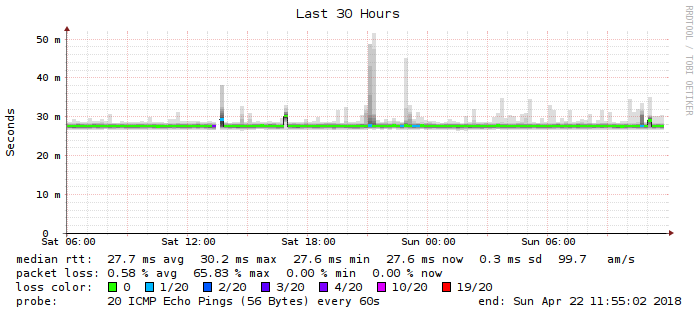 Last 30 Hours
RRDTOOL / TOBI OETIKER
Seconds
50 m
40 m
30 m
20 m
10 m
0
Sat 06:00 Sat 12:00 Sat 18:00 Sun 00:00 Sun 06:00
median rtt: 27.7 ms avg 30.2 ms max 27.6 ms min 27.6 ms now 0.3 ms sd 99.7 am/s
packet loss: 0.58 % avg 65.83 % max 0.00 % min 0.00 % now
loss color: 0 1/20 2/20 3/20 4/20 10/20 19/20
probe: 20 ICMP Echo Pings (56 Bytes) every 60s end: Sun Apr 22 11:55:02 2018